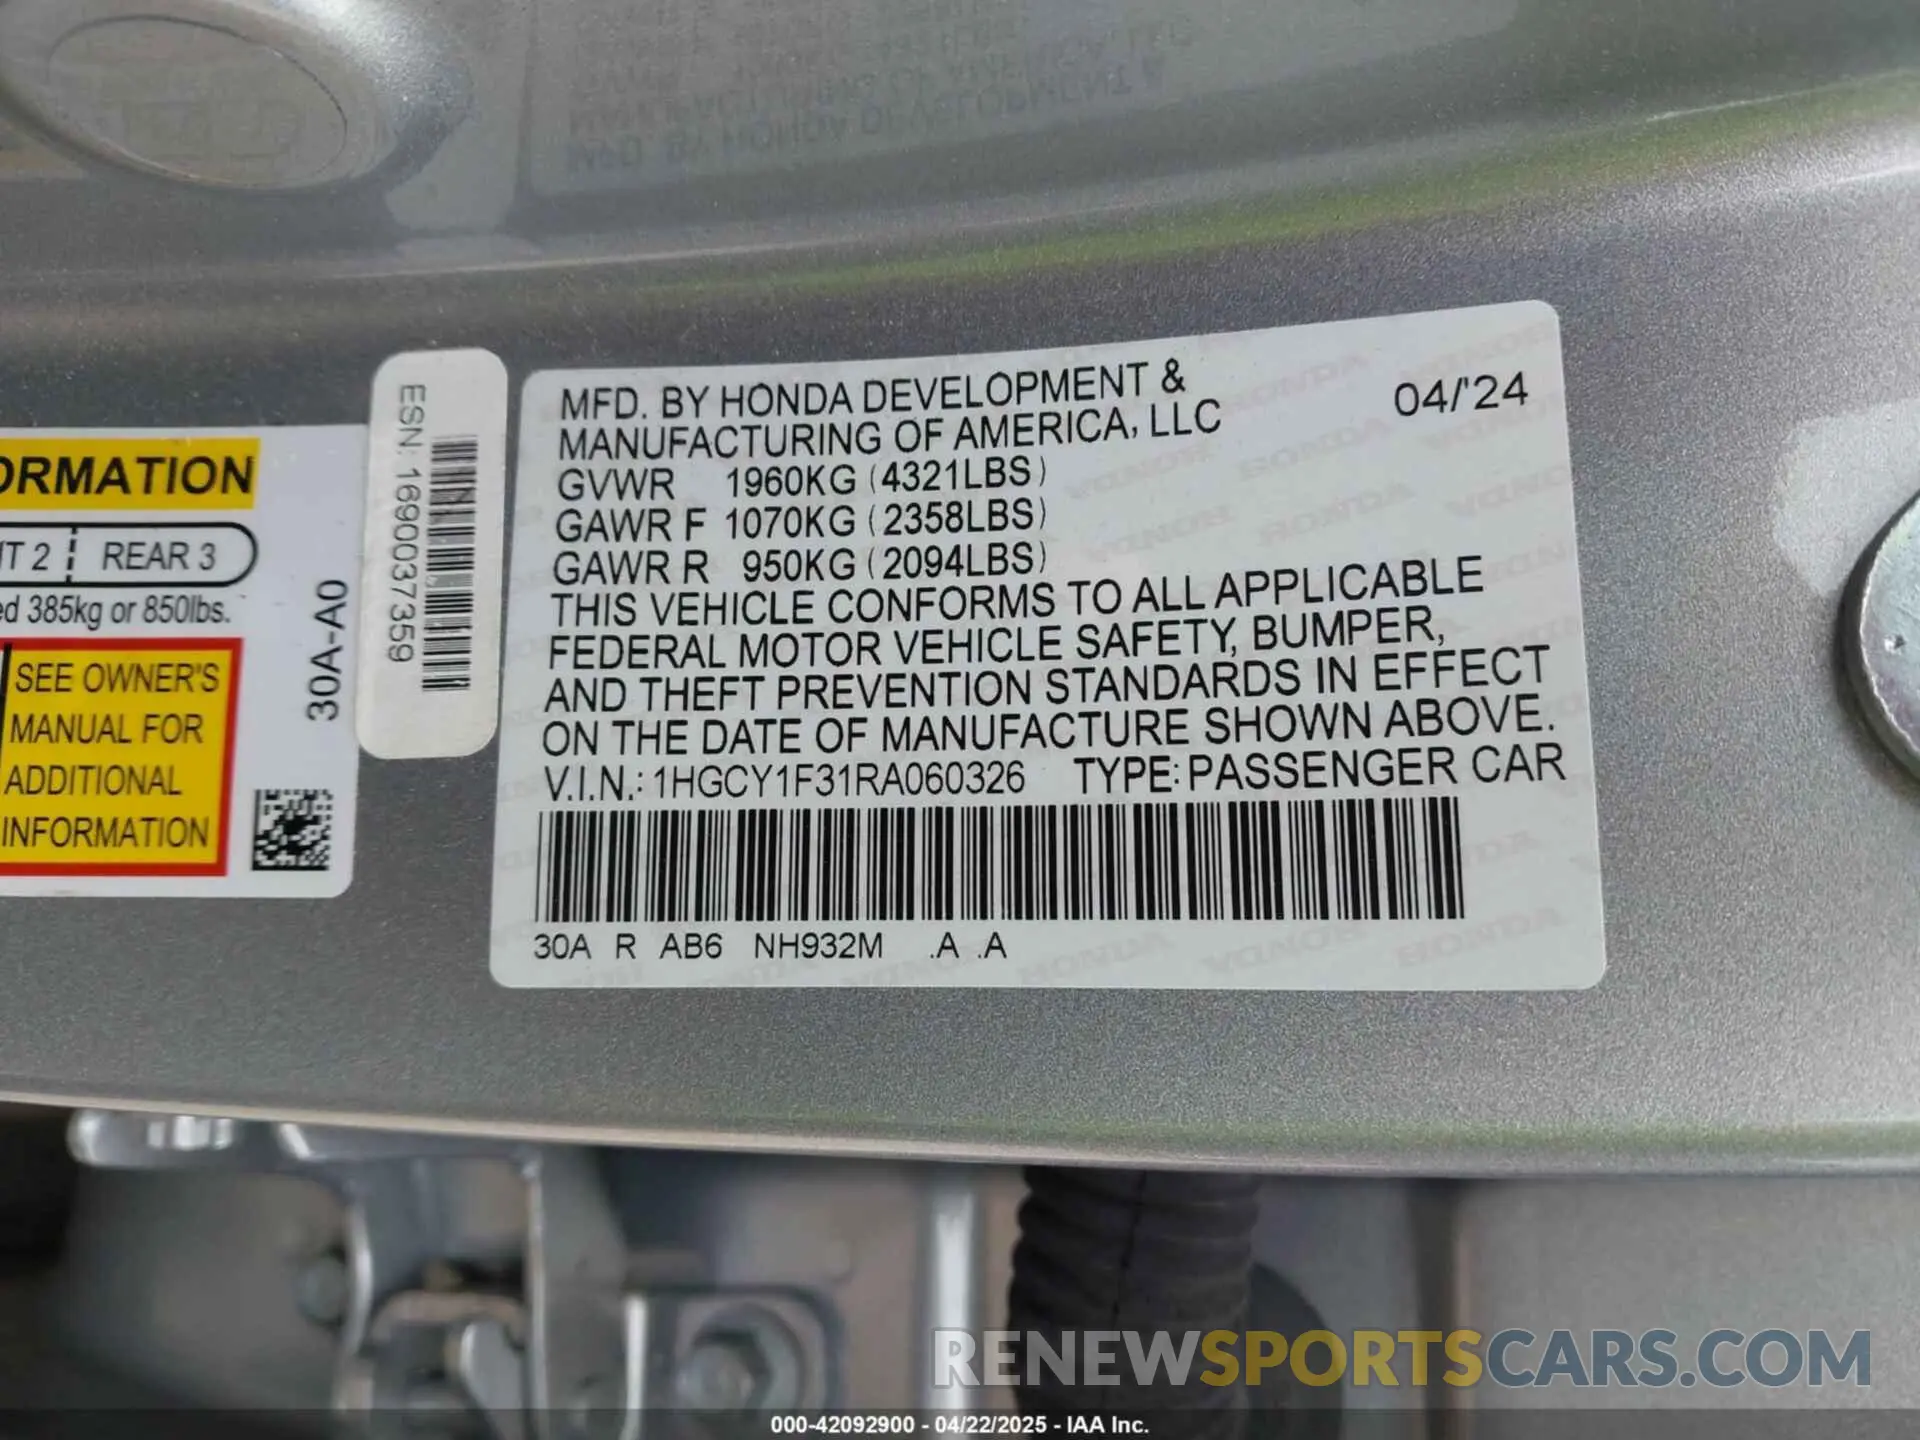 ORMATION
IT 2 REAR 3
ed 385kg or 850lbs.
SEE OWNER'S
MANUAL FOR
ADDITIONAL
INFORMATION
30A-A0
ESN: 1690037359
MFD. BY HONDA DEVELOPMENT &
MANUFACTURING OF AMERICA, LLC
04/'24
GVWR 1960KG (4321LBS)
GAWR F 1070KG (2358LBS)
GAWR R 950KG (2094LBS)
THIS VEHICLE CONFORMS TO ALL APPLICABLE
FEDERAL MOTOR VEHICLE SAFETY, BUMPER,
AND THEFT PREVENTION STANDARDS IN EFFECT
ON THE DATE OF MANUFACTURE SHOWN ABOVE.
V.I.N.: 1HGCY1F31RA060326 TYPE: PASSENGER CAR
30A R AB6 NH932M .A .A
RENEWSPORTSCARS.COM
000-42092900 - 04/22/2025 - IAA Inc.